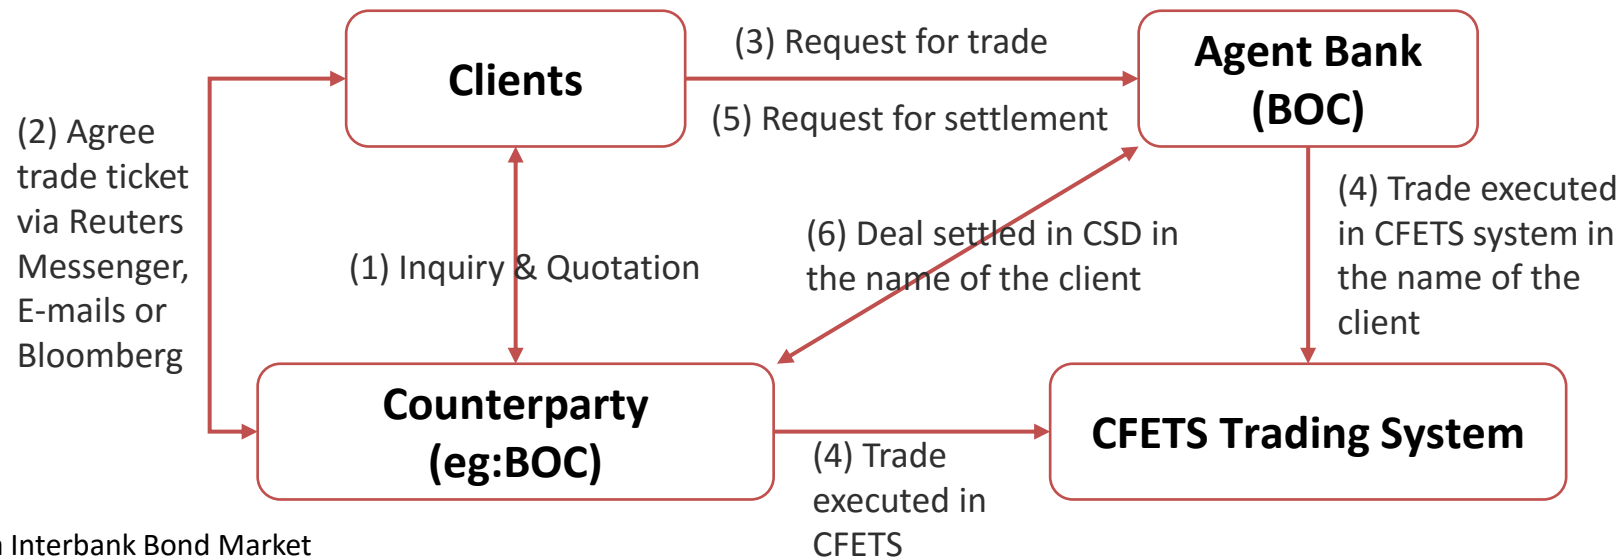 Clients
(3) Request for trade
(5) Request for settlement
Agent Bank
(BOC)
(2) Agree
trade ticket
via Reuters
Messenger,
E-mails or
Bloomberg
(1) Inquiry & Quotation
(6) Deal settled in CSD in
the name of the client
(4) Trade executed
in CFETS system in
the name of the
client
Counterparty
(eg:BOC)
(4) Trade
executed in
CFETS
CFETS Trading System
Interbank Bond Market